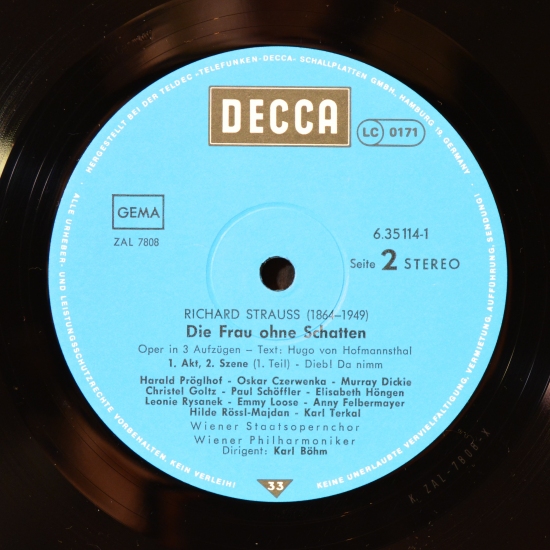 HERGESTELLT BEI DER TELDEC »TELEFUNKEN-DECCA« SCHALLPLATTEN GMBH, HAMBURG 19, GERMANY
DECCA
LC 0171
GEMA
ZAL 7808
6.35114-1
Seite 2 STEREO
RICHARD STRAUSS (1864–1949)
Die Frau ohne Schatten
Oper in 3 Aufzügen – Text: Hugo von Hofmannsthal
1. Akt, 2. Szene (1. Teil) - Dieb! Da nimm
Harald Pröglhof - Oskar Czerwenka - Murray Dickie
Christel Goltz - Paul Schöffler - Elisabeth Höngen
Leonie Rysanek - Emmy Loose - Anny Felbermayer
Hilde Rössl-Majdan - Karl Terkal
Wiener Staatsopernchor
Wiener Philharmoniker
Dirigent: Karl Böhm
33
ALLE URHEBER- UND LEISTUNGSSCHUTZRECHTE VORBEHALTEN. KEIN VERLEIH!
KEINE UNERLAUBTE VERVIELFÄLTIGUNG, VERMIETUNG, AUFFÜHRUNG, SENDUNG!
ZAL-7808-